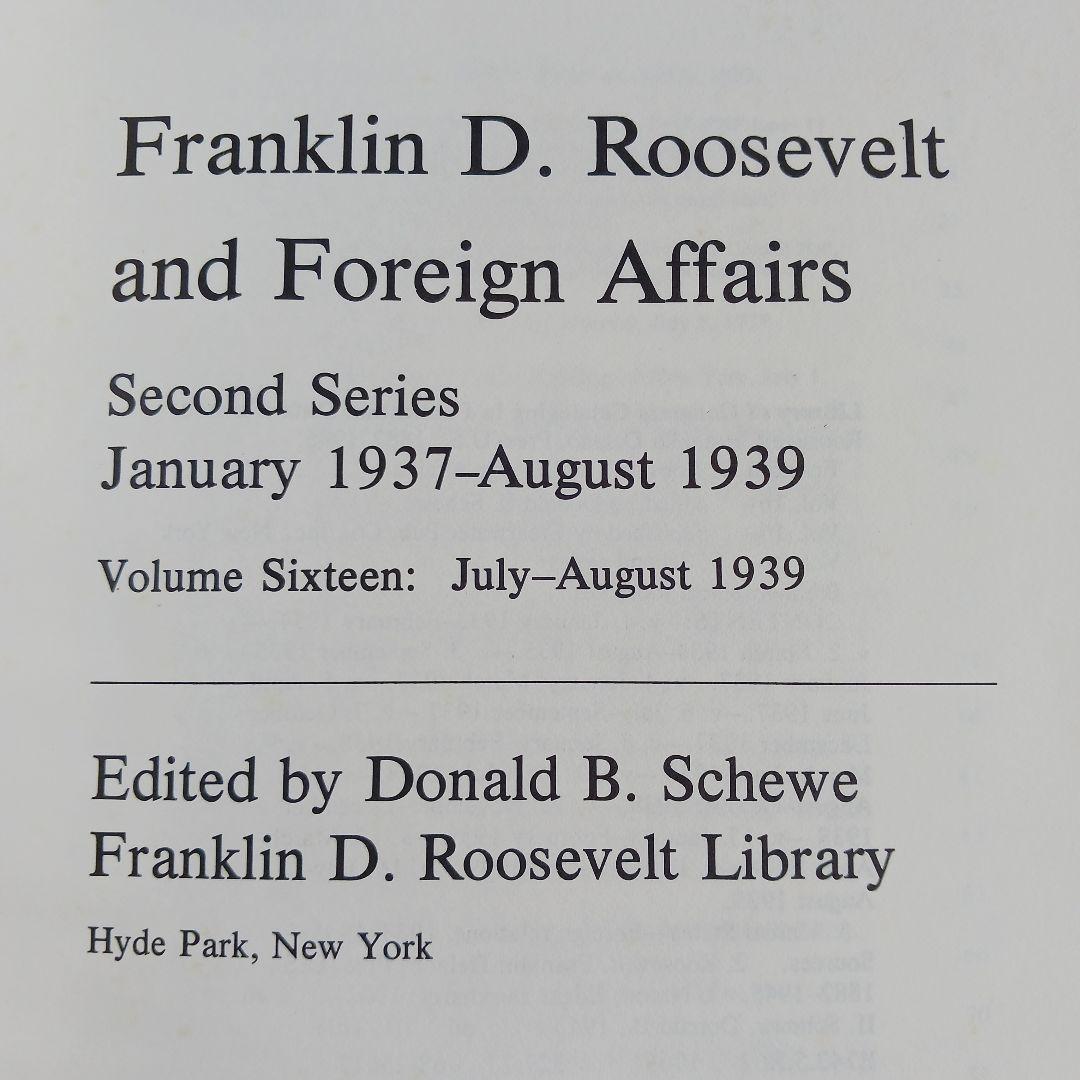 Franklin D. Roosevelt
and Foreign Affairs
Second Series
January 1937–August 1939
Volume Sixteen: July–August 1939
Edited by Donald B. Schewe
Franklin D. Roosevelt Library
Hyde Park, New York